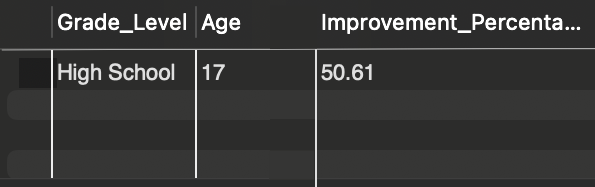 Grade_Level Age Improvement_Percenta...
High School 17 50.61